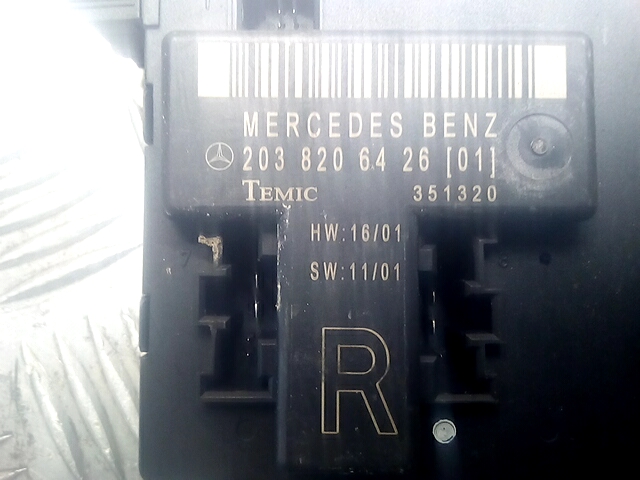 MERCEDES BENZ
203 820 64 26 [01]
TEMIC 351320
HW:16/01
SW:11/01
R